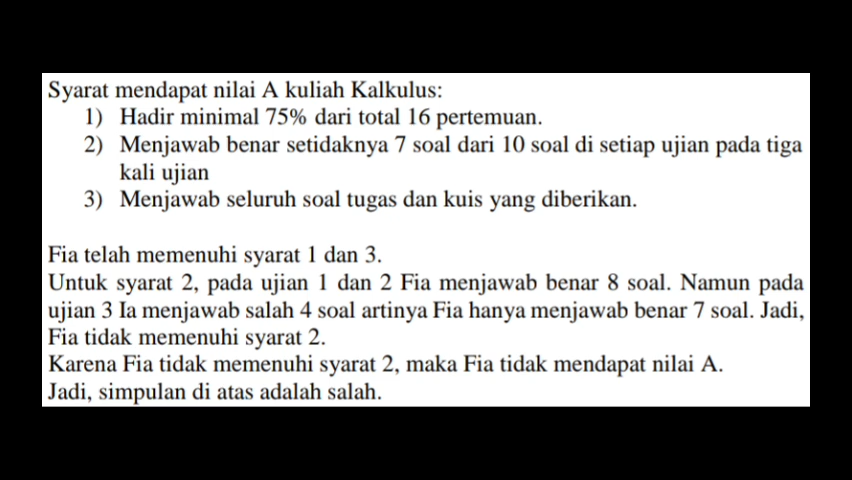 Syarat mendapat nilai A kuliah Kalkulus:
1) Hadir minimal 75% dari total 16 pertemuan.
2) Menjawab benar setidaknya 7 soal dari 10 soal di setiap ujian pada tiga
kali ujian
3) Menjawab seluruh soal tugas dan kuis yang diberikan.
Fia telah memenuhi syarat 1 dan 3.
Untuk syarat 2, pada ujian 1 dan 2 Fia menjawab benar 8 soal. Namun pada
ujian 3 Ia menjawab salah 4 soal artinya Fia hanya menjawab benar 7 soal. Jadi,
Fia tidak memenuhi syarat 2.
Karena Fia tidak memenuhi syarat 2, maka Fia tidak mendapat nilai A.
Jadi, simpulan di atas adalah salah.